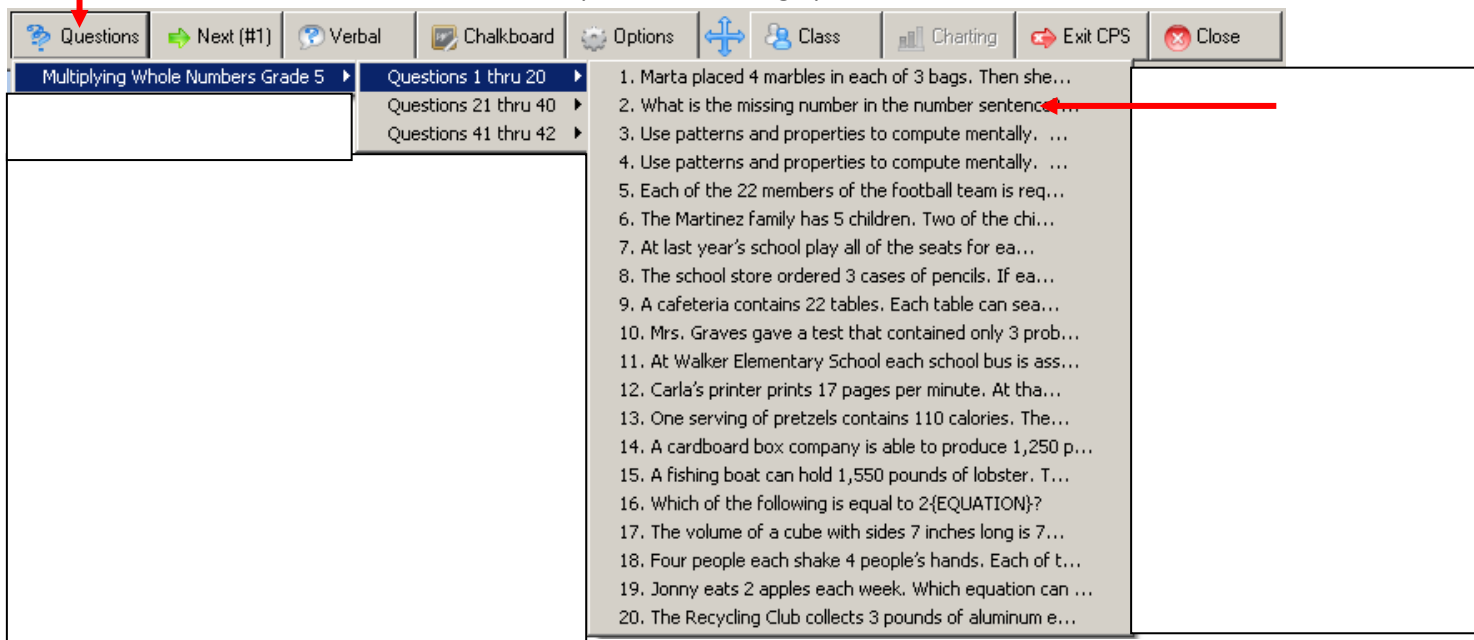 Questions Next (#1) Verbal Chalkboard Options Class Charting Exit CPS Close
Multiplying Whole Numbers Grade 5
Questions 1 thru 20
Questions 21 thru 40
Questions 41 thru 42
1. Marta placed 4 marbles in each of 3 bags. Then she...
2. What is the missing number in the number sentence...
3. Use patterns and properties to compute mentally. ...
4. Use patterns and properties to compute mentally. ...
5. Each of the 22 members of the football team is req...
6. The Martinez family has 5 children. Two of the chi...
7. At last year's school play all of the seats for ea...
8. The school store ordered 3 cases of pencils. If ea...
9. A cafeteria contains 22 tables. Each table can sea...
10. Mrs. Graves gave a test that contained only 3 prob...
11. At Walker Elementary School each school bus is ass...
12. Carla's printer prints 17 pages per minute. At tha...
13. One serving of pretzels contains 110 calories. The...
14. A cardboard box company is able to produce 1,250 p...
15. A fishing boat can hold 1,550 pounds of lobster. T...
16. Which of the following is equal to 2{EQUATION}?
17. The volume of a cube with sides 7 inches long is 7...
18. Four people each shake 4 people's hands. Each of t...
19. Jonny eats 2 apples each week. Which equation can ...
20. The Recycling Club collects 3 pounds of aluminum e...